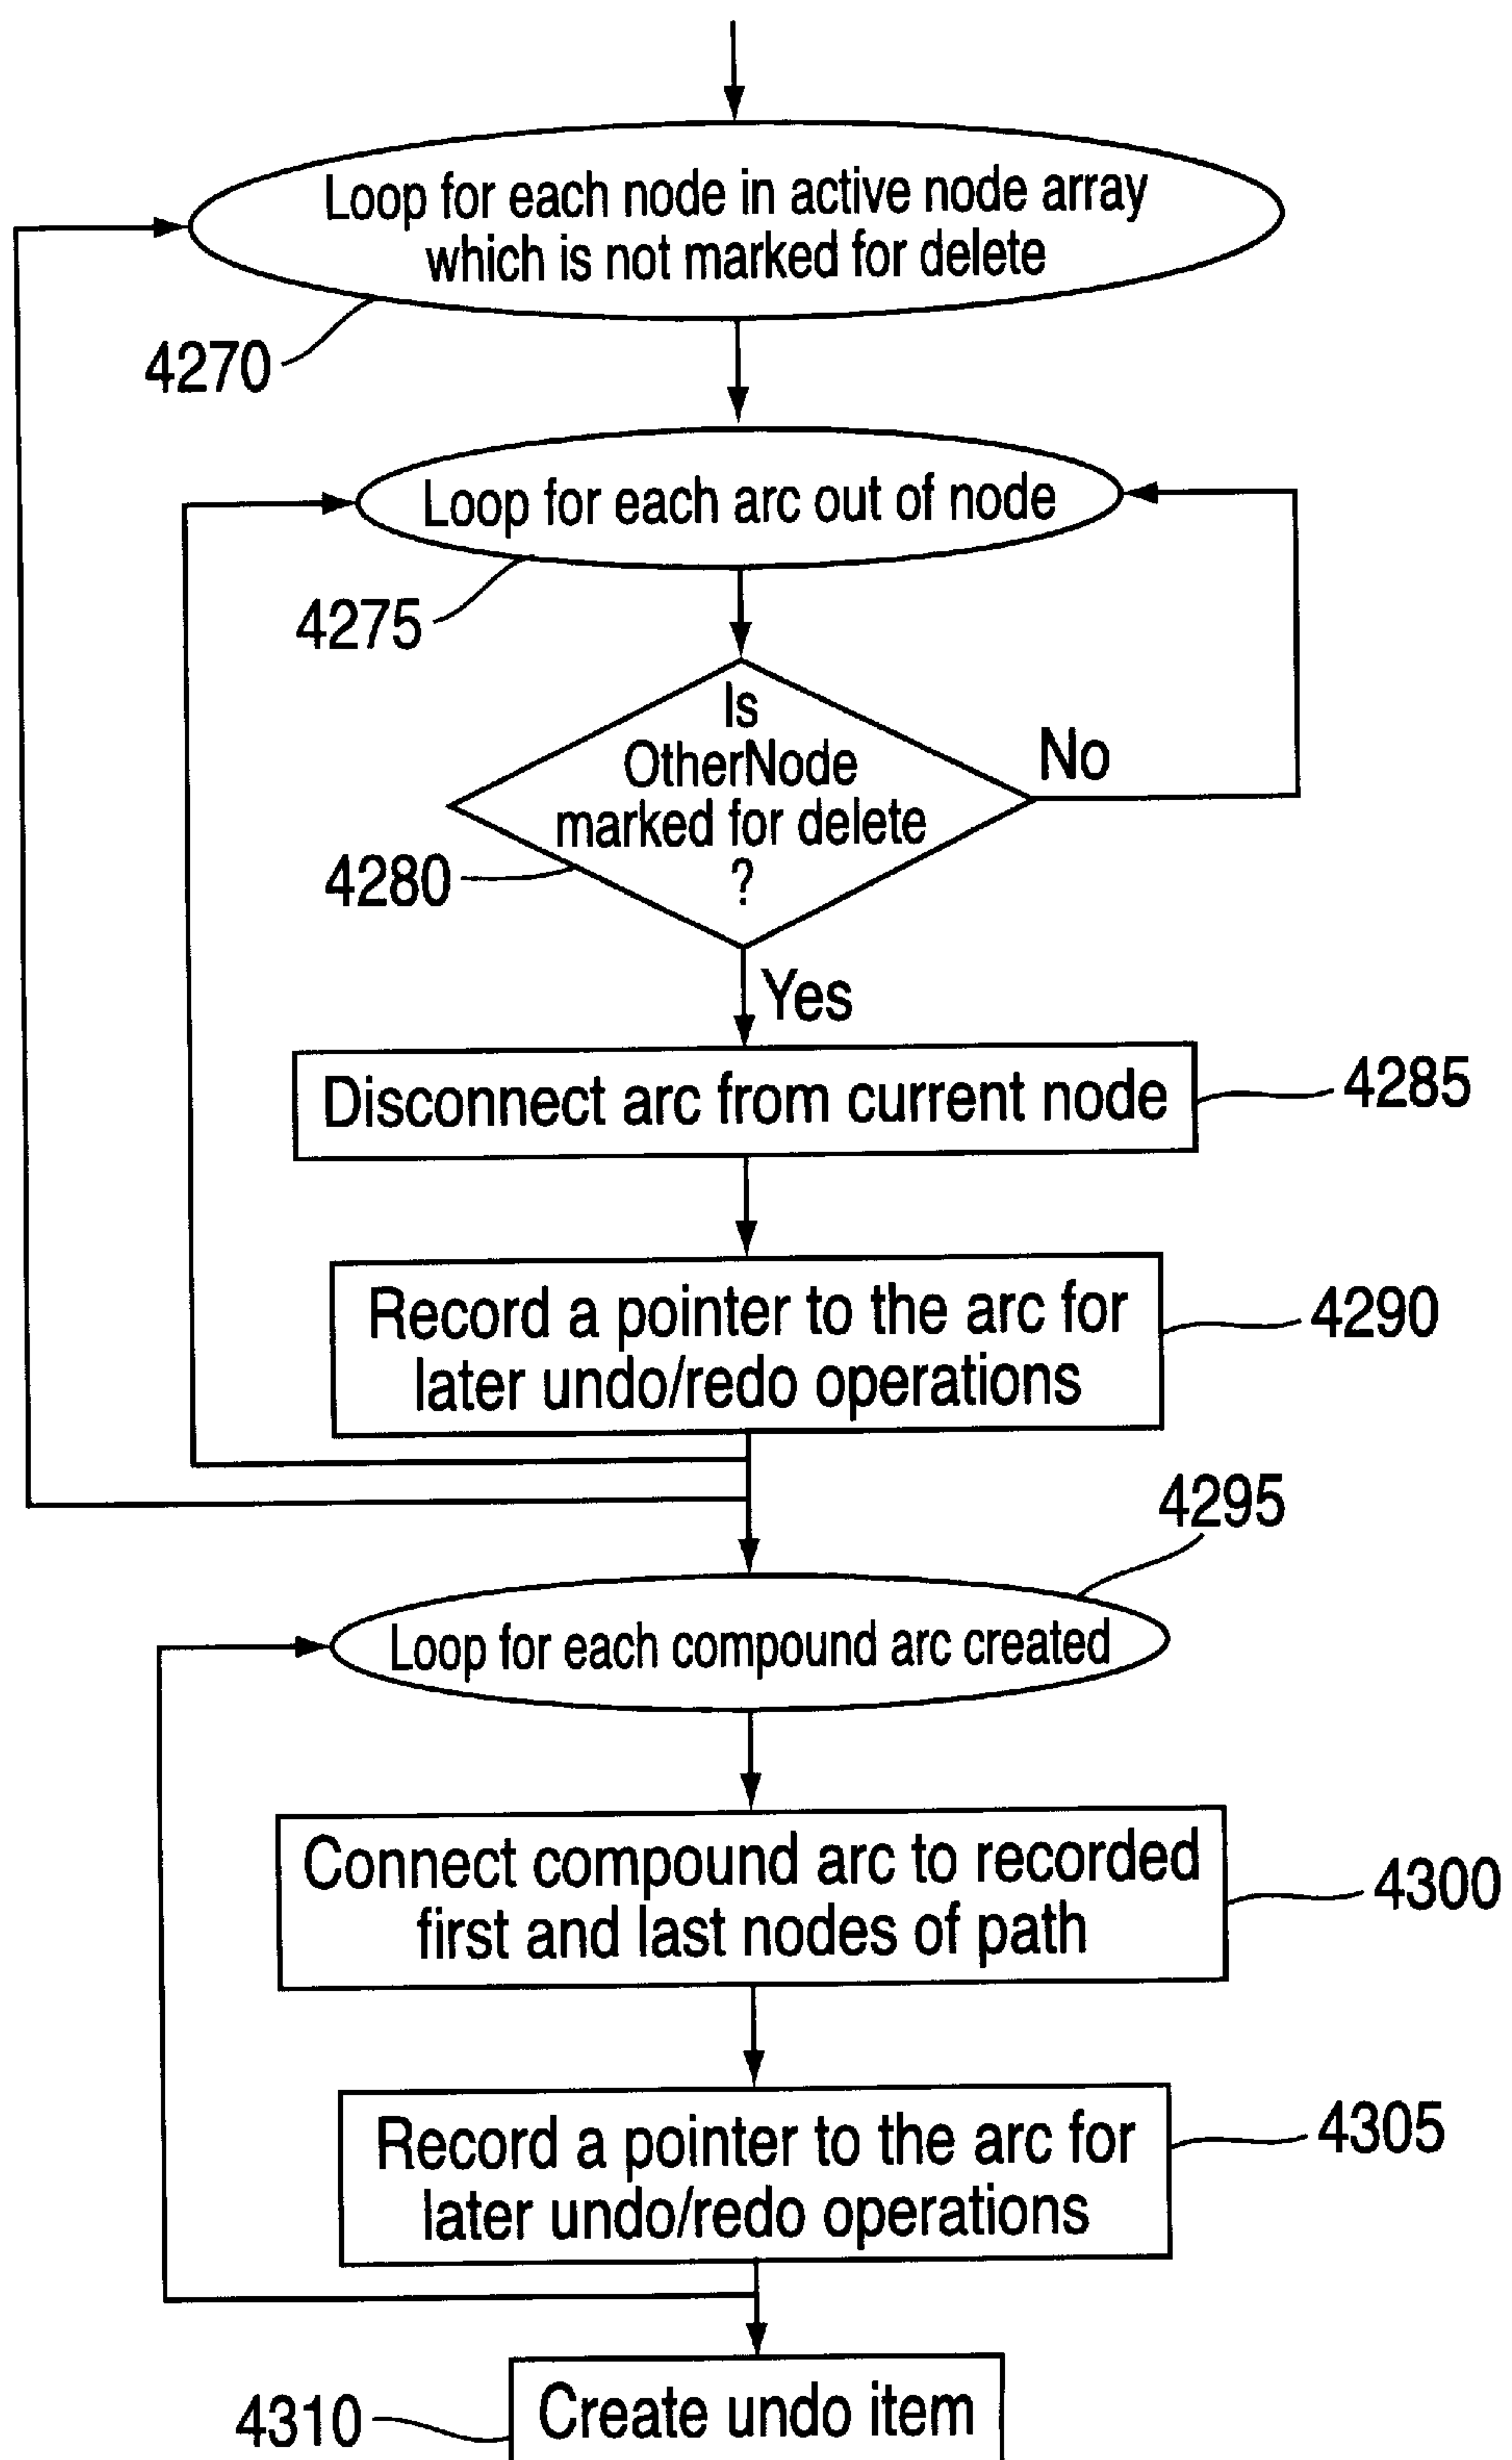 Loop for each node in active node array
which is not marked for delete
4270
Loop for each arc out of node
4275
Is
OtherNode
marked for delete
?
No
4280
Yes
Disconnect arc from current node
4285
Record a pointer to the arc for
later undo/redo operations
4290
4295
Loop for each compound arc created
Connect compound arc to recorded
first and last nodes of path
4300
Record a pointer to the arc for
later undo/redo operations
4305
Create undo item
4310